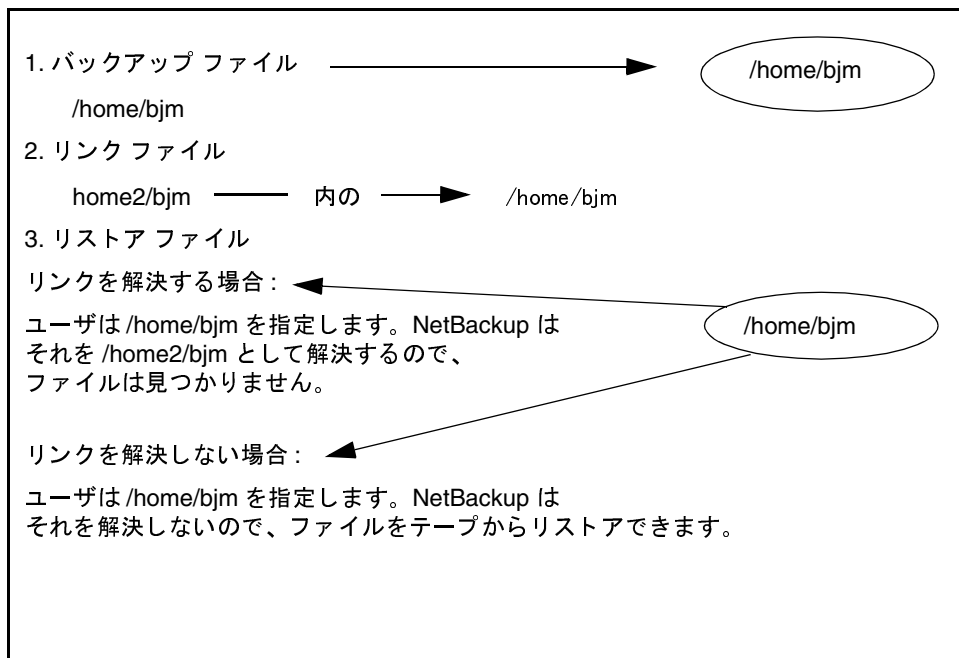 1. バックアップ ファイル
/home/bjm
/home/bjm
2. リンク ファイル
home2/bjm 内の /home/bjm
3. リストア ファイル
リンクを解決する場合 :
ユーザは /home/bjm を指定します。NetBackup は
それを /home2/bjm として解決するので、
ファイルは見つかりません。
/home/bjm
リンクを解決しない場合 :
ユーザは /home/bjm を指定します。NetBackup は
それを解決しないので、ファイルをテープからリストアできます。